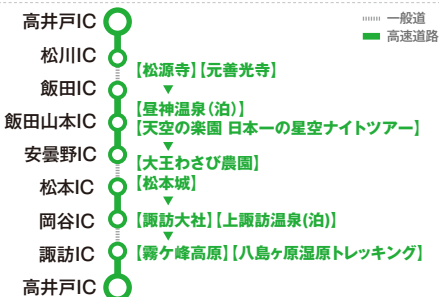 高井戸IC
一般道
高速道路
松川IC
【松源寺】【元善光寺】
飯田IC
▼
飯田山本IC
【昼神温泉(泊)】
【天空の楽園 日本一の星空ナイトツアー】
▼
安曇野IC
【大王わさび農園】
松本IC
【松本城】
▼
岡谷IC
【諏訪大社】【上諏訪温泉(泊)】
▼
諏訪IC
【霧ケ峰高原】【八島ヶ原湿原トレッキング】
高井戸IC